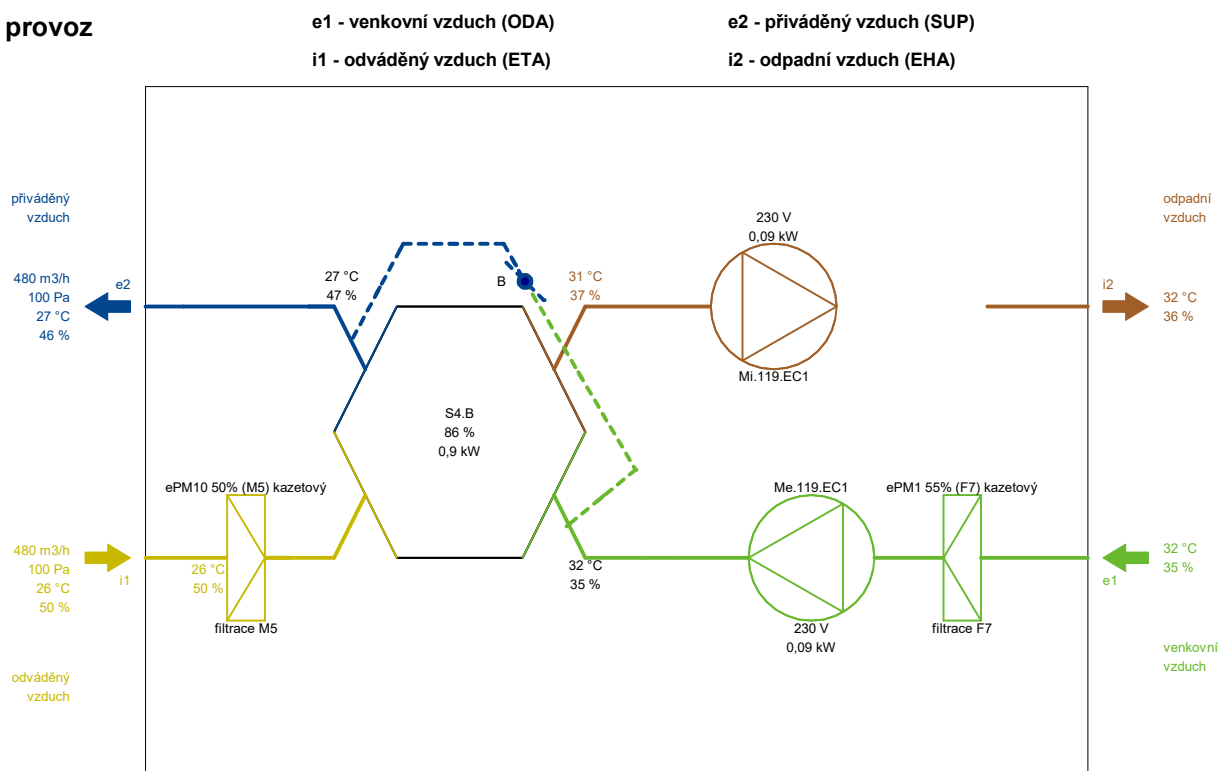 provoz
e1 - venkovní vzduch (ODA)
e2 - přiváděný vzduch (SUP)
i1 - odváděný vzduch (ETA)
i2 - odpadní vzduch (EHA)
přiváděný
vzduch
480 m3/h
100 Pa
27 °C
46 %
e2
27 °C
47 %
B
31 °C
37 %
230 V
0,09 kW
Mi.119.EC1
odpadní
vzduch
i2
32 °C
36 %
S4.B
86 %
0,9 kW
ePM10 50% (M5) kazetový
480 m3/h
100 Pa
26 °C
50 %
i1
26 °C
50 %
filtrace M5
32 °C
35 %
Me.119.EC1
230 V
0,09 kW
ePM1 55% (F7) kazetový
filtrace F7
32 °C
35 %
e1
odváděný
vzduch
venkovní
vzduch